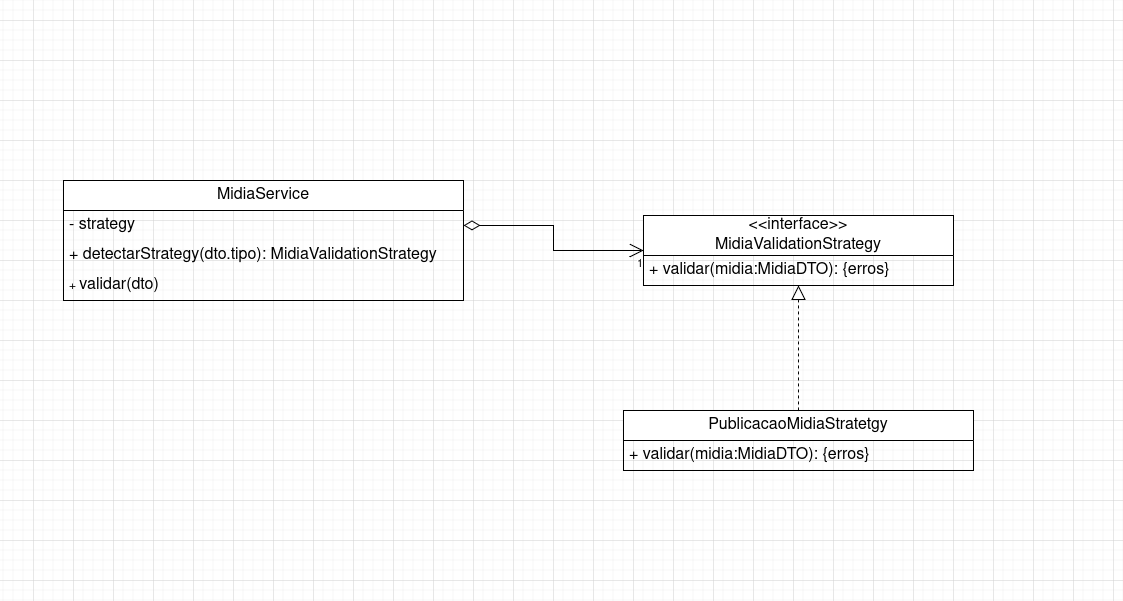 MidiaService
- strategy
+ detectarStrategy(dto.tipo): MidiaValidationStrategy
+ validar(dto)
1
<<interface>>
MidiaValidationStrategy
+ validar(midia:MidiaDTO): {erros}
PublicacaoMidiaStratetgy
+ validar(midia:MidiaDTO): {erros}